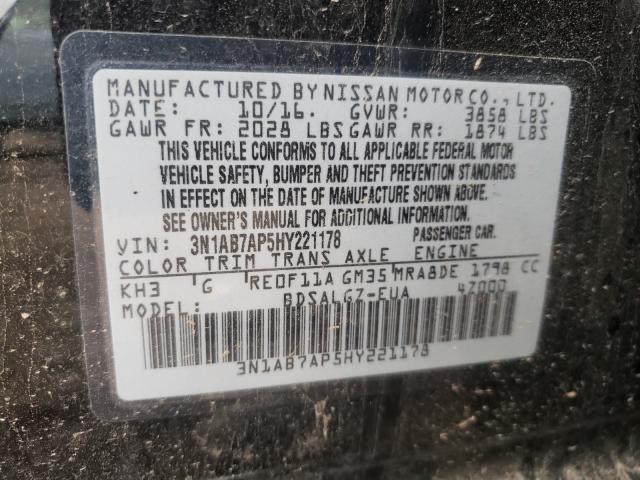 MANUFACTURED BY NISSAN MOTOR CO., LTD.
DATE: 10/16. GVWR: 3858 LBS
GAWR FR: 2028 LBS GAWR RR: 1874 LBS
THIS VEHICLE CONFORMS TO ALL APPLICABLE FEDERAL MOTOR
VEHICLE SAFETY, BUMPER AND THEFT PREVENTION STANDARDS
IN EFFECT ON THE DATE OF MANUFACTURE SHOWN ABOVE.
SEE OWNER'S MANUAL FOR ADDITIONAL INFORMATION.
VIN: 3N1AB7AP5HY221178 PASSENGER CAR.
COLOR TRIM TRANS AXLE ENGINE
KH3 G RE0F11A GM35 MRA8DE 1798 CC
MODEL: BDSALGZ-EUA 4Z000
3N1AB7AP5HY221178